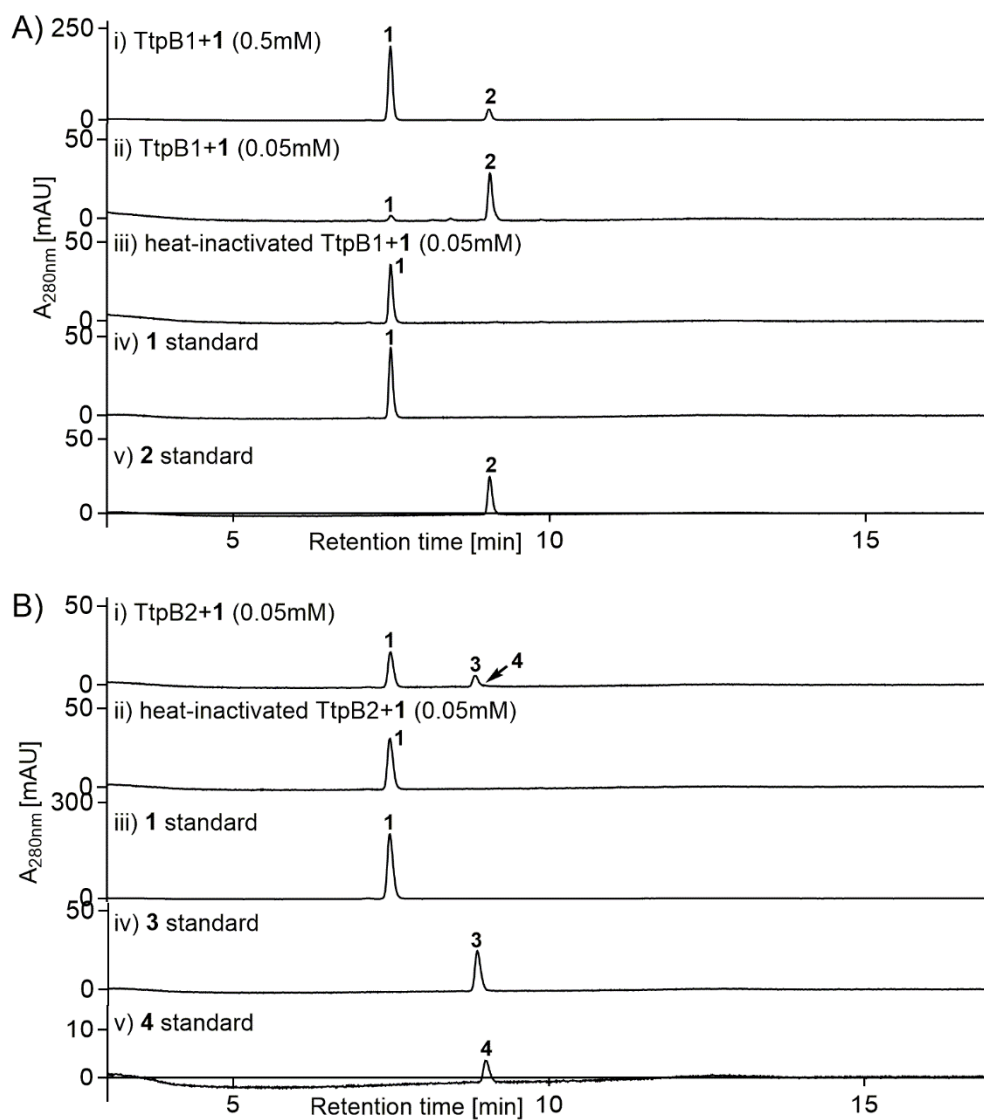 A)
250
i) TtpB1+1 (0.5mM)
1
2
0
50
ii) TtpB1+1 (0.05mM)
1
2
0
50
iii) heat-inactivated TtpB1+1 (0.05mM)
1
0
50
iv) 1 standard
1
0
50
v) 2 standard
2
0
A280nm [mAU]
5
10
15
Retention time [min]
B)
50
i) TtpB2+1 (0.05mM)
1
3
4
0
50
ii) heat-inactivated TtpB2+1 (0.05mM)
1
0
300
iii) 1 standard
1
0
50
iv) 3 standard
3
0
10
v) 4 standard
4
0
A280nm [mAU]
5
10
15
Retention time [min]